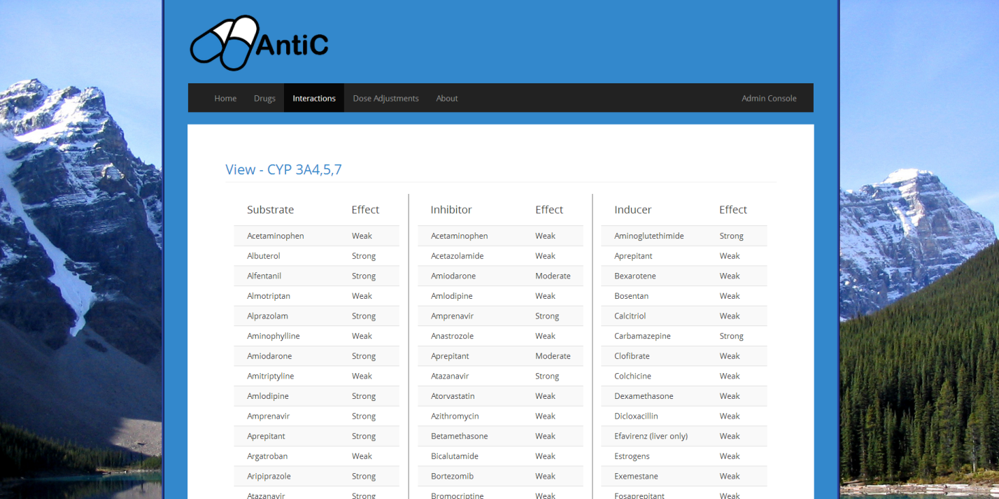 AntiC
Home Drugs Interactions Dose Adjustments About Admin Console
View - CYP 3A4,5,7
Substrate Effect Inhibitor Effect Inducer Effect
Acetaminophen Weak Acetaminophen Weak Aminoglutethimide Strong
Albuterol Strong Acetazolamide Weak Aprepitant Weak
Alfentanil Strong Amiodarone Moderate Bexarotene Weak
Almotriptan Weak Amlodipine Weak Bosentan Weak
Alprazolam Strong Amprenavir Strong Calcitriol Weak
Aminophylline Weak Anastrozole Weak Carbamazepine Strong
Amiodarone Strong Aprepitant Moderate Clofibrate Weak
Amitriptyline Weak Atazanavir Strong Colchicine Weak
Amlodipine Strong Atorvastatin Weak Dexamethasone Weak
Amprenavir Strong Azithromycin Weak Dicloxacillin Weak
Aprepitant Strong Betamethasone Weak Efavirenz (liver only) Weak
Argatroban Weak Bicalutamide Weak Estrogens Weak
Aripiprazole Strong Bortezomib Weak Exemestane Weak
Atazanavir Strong Bromocriptine Weak Fosaprepitant Weak